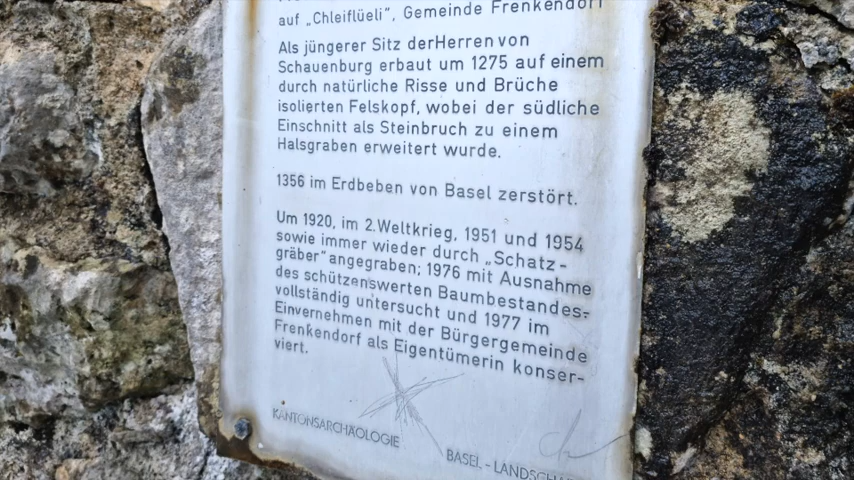 auf „Chleiflüeli", Gemeinde Frenkendorf
Als jüngerer Sitz derHerren von
Schauenburg erbaut um 1275 auf einem
durch natürliche Risse und Brüche
isolierten Felskopf, wobei der südliche
Einschnitt als Steinbruch zu einem
Halsgraben erweitert wurde.
1356 im Erdbeben von Basel zerstört.
Um 1920, im 2.Weltkrieg, 1951 und 1954
sowie immer wieder durch „Schatz-
gräber" angegraben; 1976 mit Ausnahme
des schützenswerten Baumbestandes-
vollständig untersucht und 1977 im
Einvernehmen mit der Bürgergemeinde
Frenkendorf als Eigentümerin konser-
viert.
KANTONSARCHÄOLOGIE
BASEL - LANDSCHA